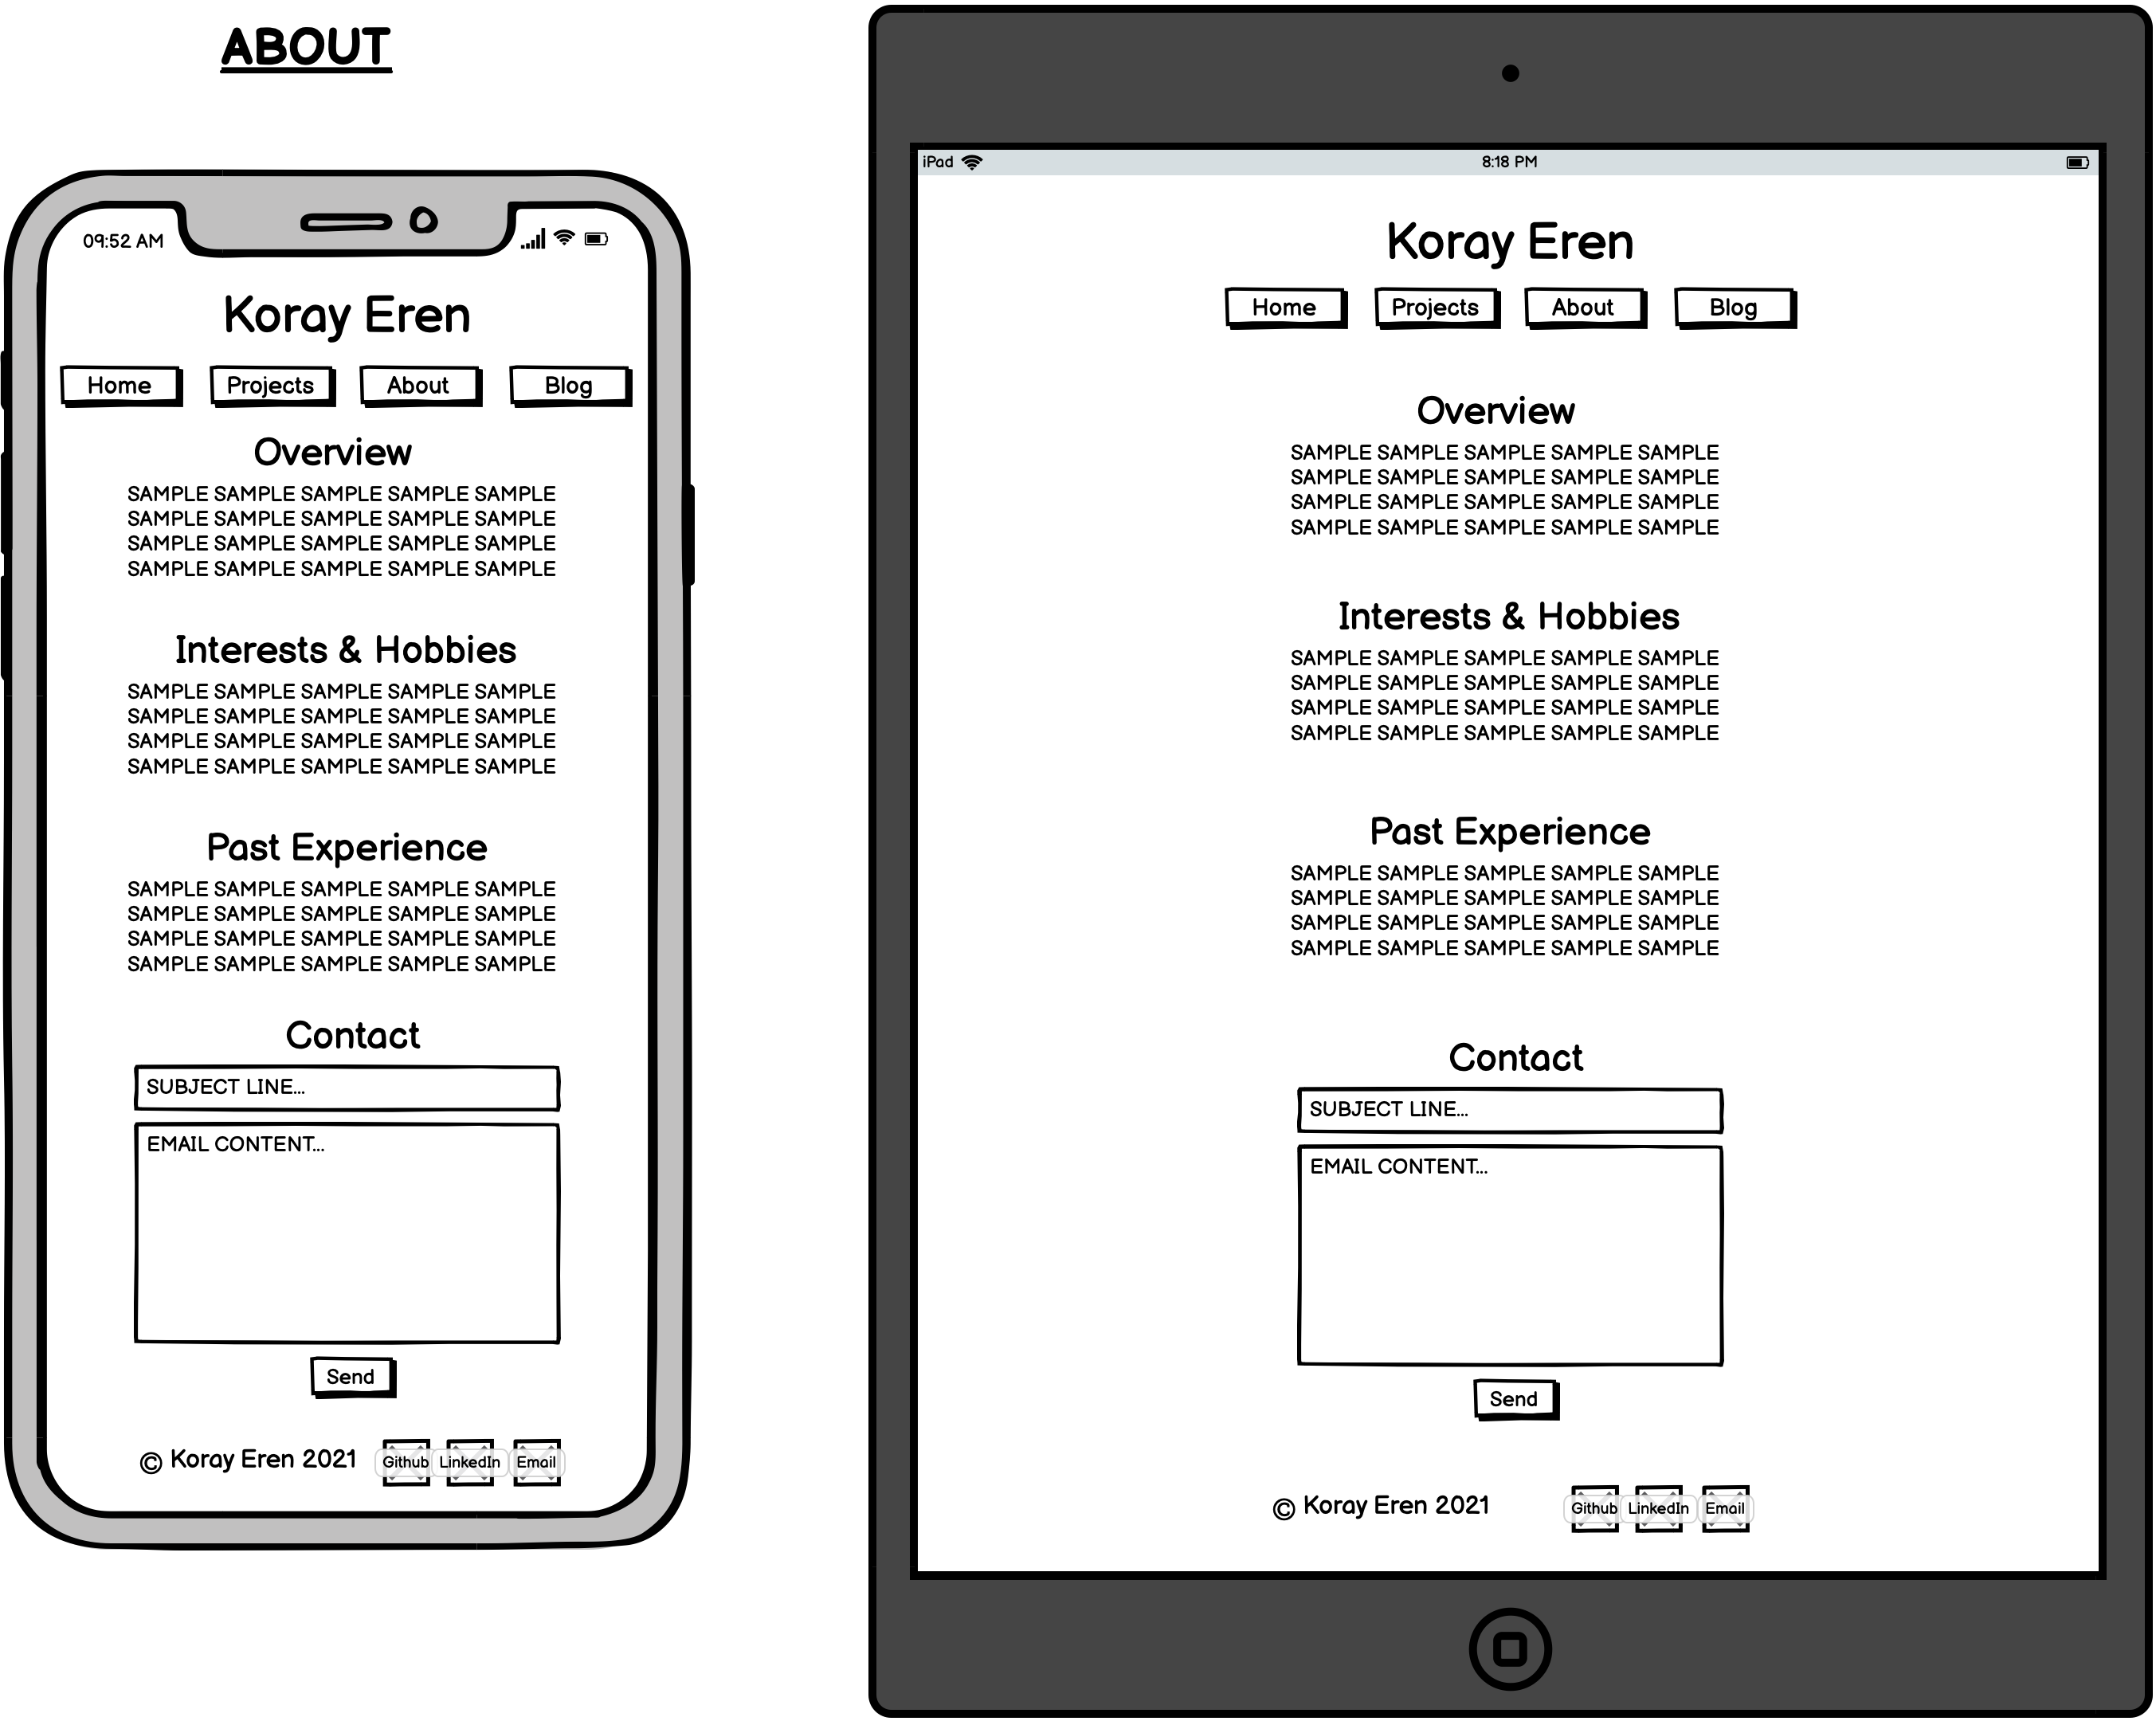 ABOUT
09:52 AM
Koray Eren
Home Projects About Blog
Overview
SAMPLE SAMPLE SAMPLE SAMPLE SAMPLE
SAMPLE SAMPLE SAMPLE SAMPLE SAMPLE
SAMPLE SAMPLE SAMPLE SAMPLE SAMPLE
SAMPLE SAMPLE SAMPLE SAMPLE SAMPLE
Interests & Hobbies
SAMPLE SAMPLE SAMPLE SAMPLE SAMPLE
SAMPLE SAMPLE SAMPLE SAMPLE SAMPLE
SAMPLE SAMPLE SAMPLE SAMPLE SAMPLE
SAMPLE SAMPLE SAMPLE SAMPLE SAMPLE
Past Experience
SAMPLE SAMPLE SAMPLE SAMPLE SAMPLE
SAMPLE SAMPLE SAMPLE SAMPLE SAMPLE
SAMPLE SAMPLE SAMPLE SAMPLE SAMPLE
SAMPLE SAMPLE SAMPLE SAMPLE SAMPLE
Contact
SUBJECT LINE...
EMAIL CONTENT...
Send
© Koray Eren 2021 Github LinkedIn Email
iPad 8:18 PM
Koray Eren
Home Projects About Blog
Overview
SAMPLE SAMPLE SAMPLE SAMPLE SAMPLE
SAMPLE SAMPLE SAMPLE SAMPLE SAMPLE
SAMPLE SAMPLE SAMPLE SAMPLE SAMPLE
SAMPLE SAMPLE SAMPLE SAMPLE SAMPLE
Interests & Hobbies
SAMPLE SAMPLE SAMPLE SAMPLE SAMPLE
SAMPLE SAMPLE SAMPLE SAMPLE SAMPLE
SAMPLE SAMPLE SAMPLE SAMPLE SAMPLE
SAMPLE SAMPLE SAMPLE SAMPLE SAMPLE
Past Experience
SAMPLE SAMPLE SAMPLE SAMPLE SAMPLE
SAMPLE SAMPLE SAMPLE SAMPLE SAMPLE
SAMPLE SAMPLE SAMPLE SAMPLE SAMPLE
SAMPLE SAMPLE SAMPLE SAMPLE SAMPLE
Contact
SUBJECT LINE...
EMAIL CONTENT...
Send
© Koray Eren 2021 Github LinkedIn Email